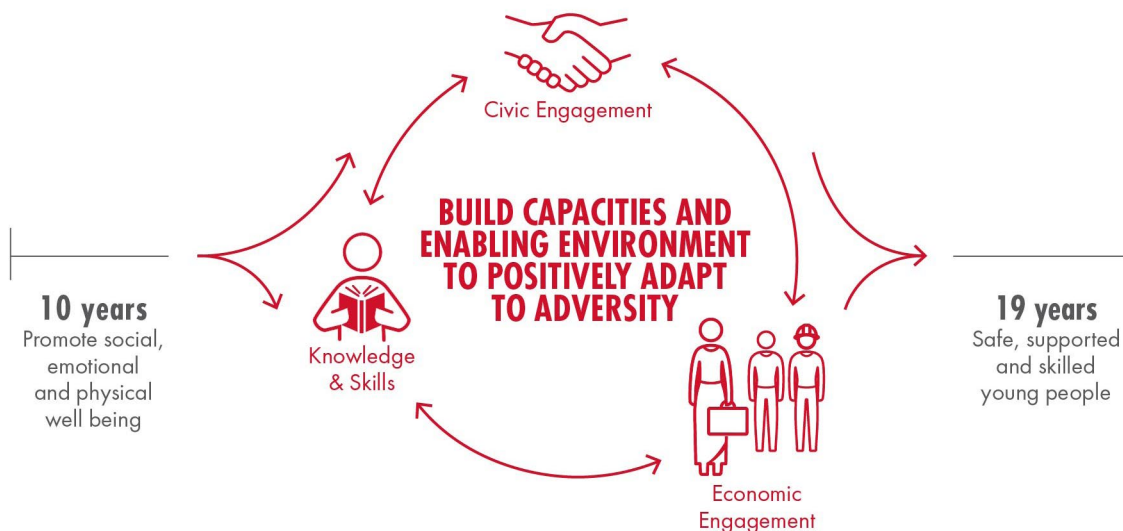 Civic Engagement
BUILD CAPACITIES AND
ENABLING ENVIRONMENT
TO POSITIVELY ADAPT
TO ADVERSITY
10 years
Promote social,
emotional
and physical
well being
Knowledge
& Skills
19 years
Safe, supported
and skilled
young people
Economic
Engagement